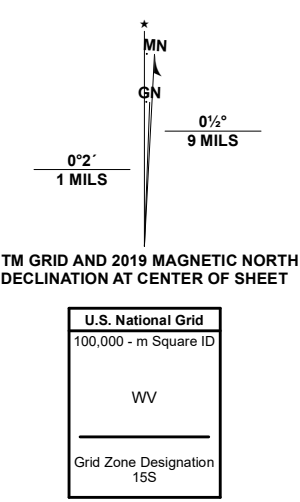 MN
GN
0½°
9 MILS
0°2´
1 MILS
TM GRID AND 2019 MAGNETIC NORTH
DECLINATION AT CENTER OF SHEET
U.S. National Grid
100,000 - m Square ID
WV
Grid Zone Designation
15S